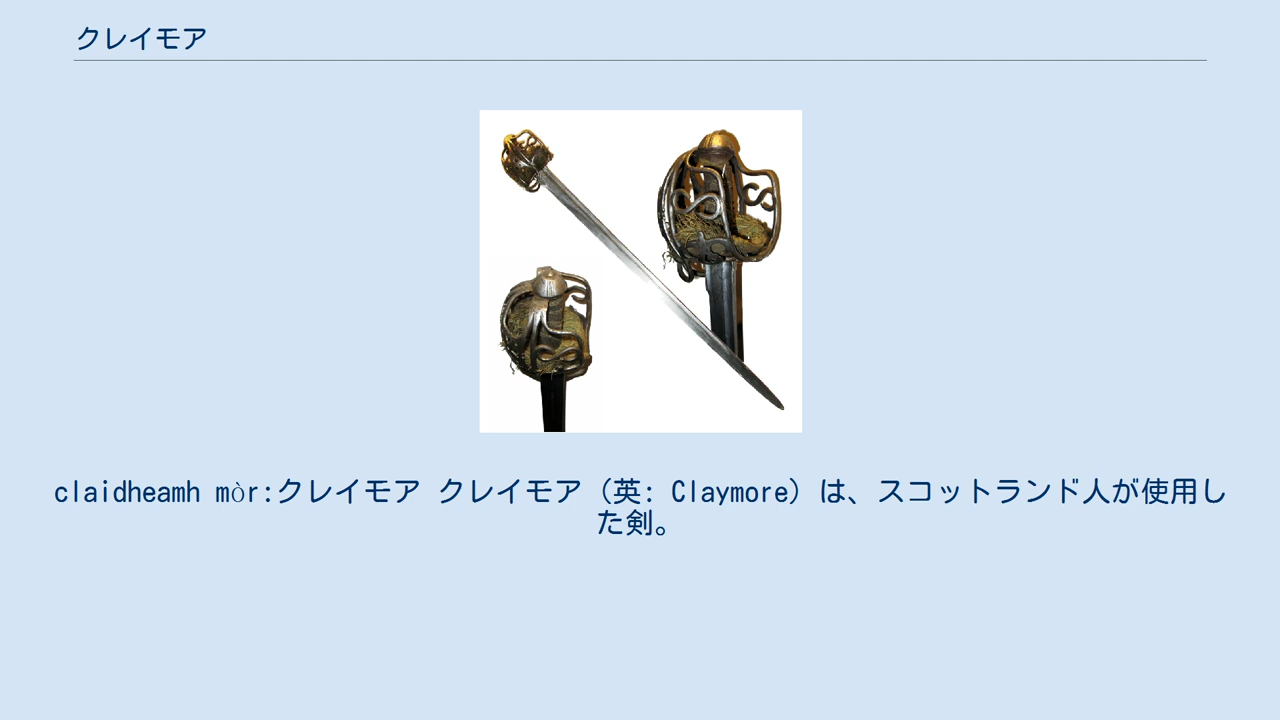 クレイモア
claidheamh mòr:クレイモア クレイモア（英: Claymore）は、スコットランド人が使用し
た剣。